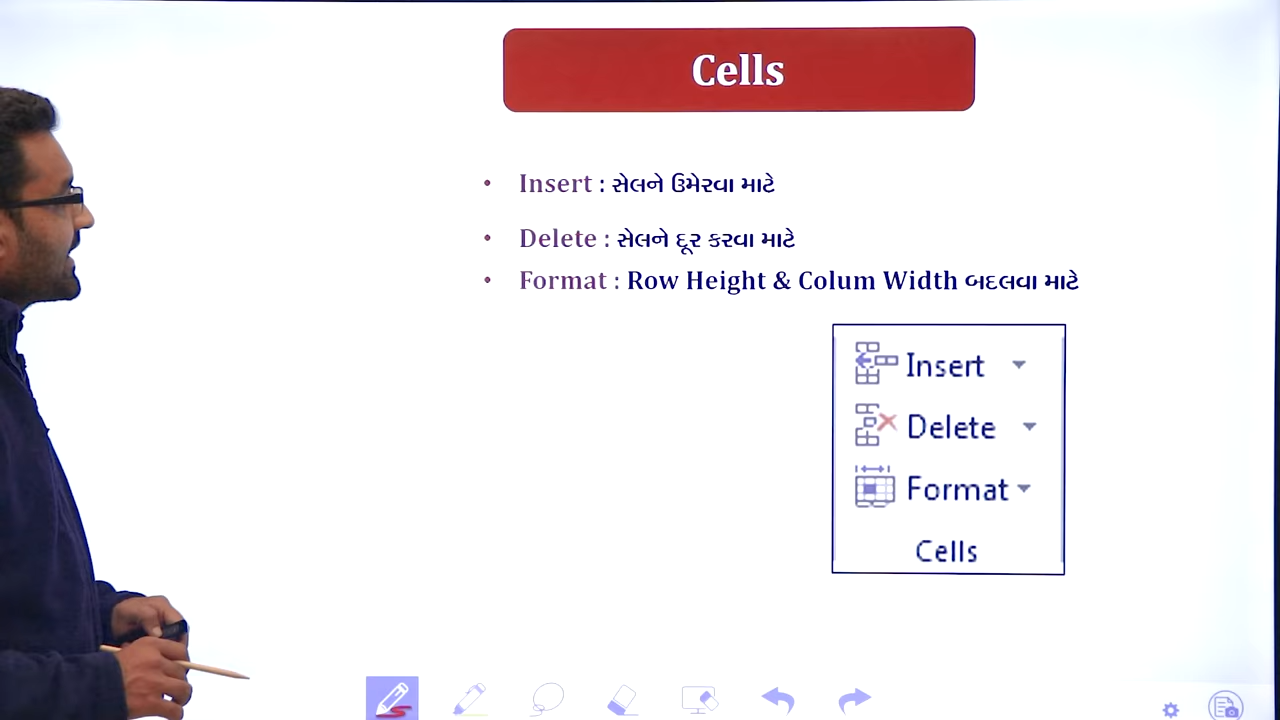 Cells
• Insert : સેલને ઉમેરવા માટે
• Delete : સેલને દૂર કરવા માટે
• Format : Row Height & Colum Width બદલવા માટે
Insert
Delete
Format
Cells